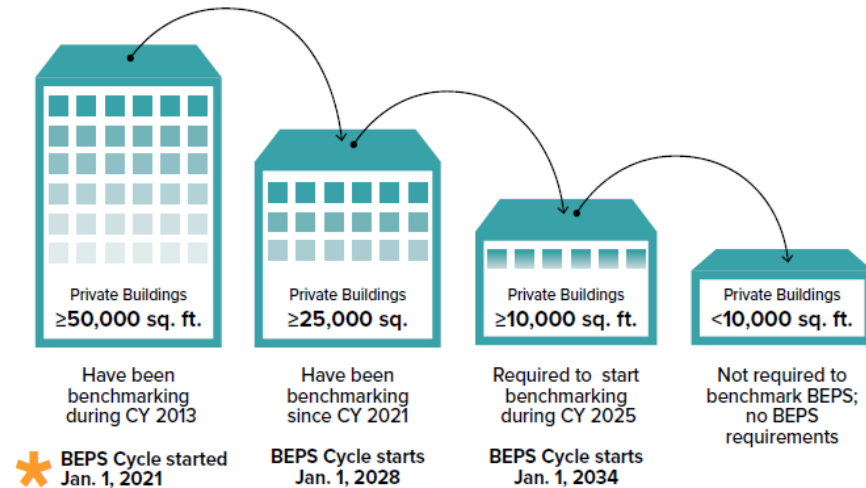 Private Buildings
≥50,000 sq. ft.
Have been
benchmarking
during CY 2013
BEPS Cycle started
Jan. 1, 2021
Private Buildings
≥25,000 sq.
Have been
benchmarking
since CY 2021
BEPS Cycle starts
Jan. 1, 2028
Private Buildings
≥10,000 sq. ft.
Required to start
benchmarking
during CY 2025
BEPS Cycle starts
Jan. 1, 2034
Private Buildings
<10,000 sq. ft.
Not required to
benchmark BEPS;
no BEPS
requirements